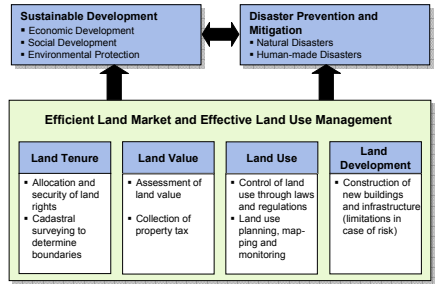 Sustainable Development
▪ Economic Development
▪ Social Development
▪ Environmental Protection
Disaster Prevention and
Mitigation
▪ Natural Disasters
▪ Human-made Disasters
Efficient Land Market and Effective Land Use Management
Land Tenure
▪ Allocation and
security of land
rights
▪ Cadastral
surveying to
determine
boundaries
Land Value
▪ Assessment of
land value
▪ Collection of
property tax
Land Use
▪ Control of land
use through laws
and regulations
▪ Land use
planning, map-
ping and
monitoring
Land
Development
▪ Construction of
new buildings
and infrastructure
(limitations in
case of risk)